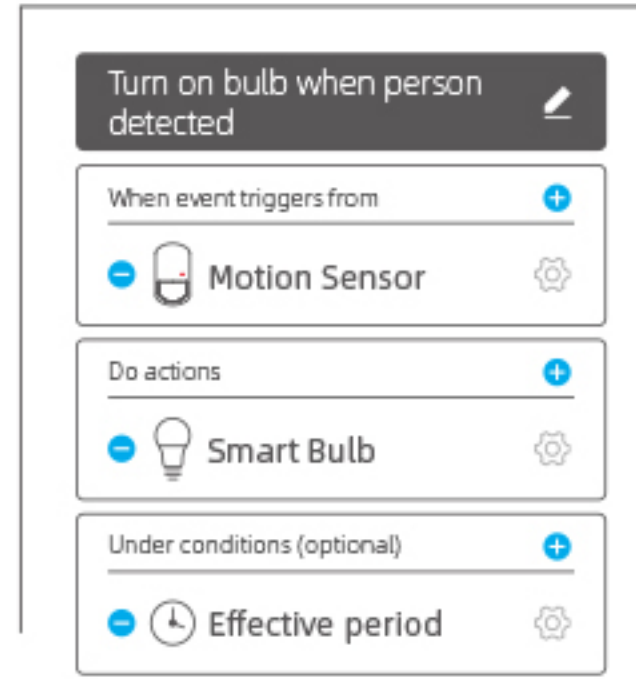 Turn on bulb when person
detected
When event triggers from
Motion Sensor
Do actions
Smart Bulb
Under conditions (optional)
Effective period